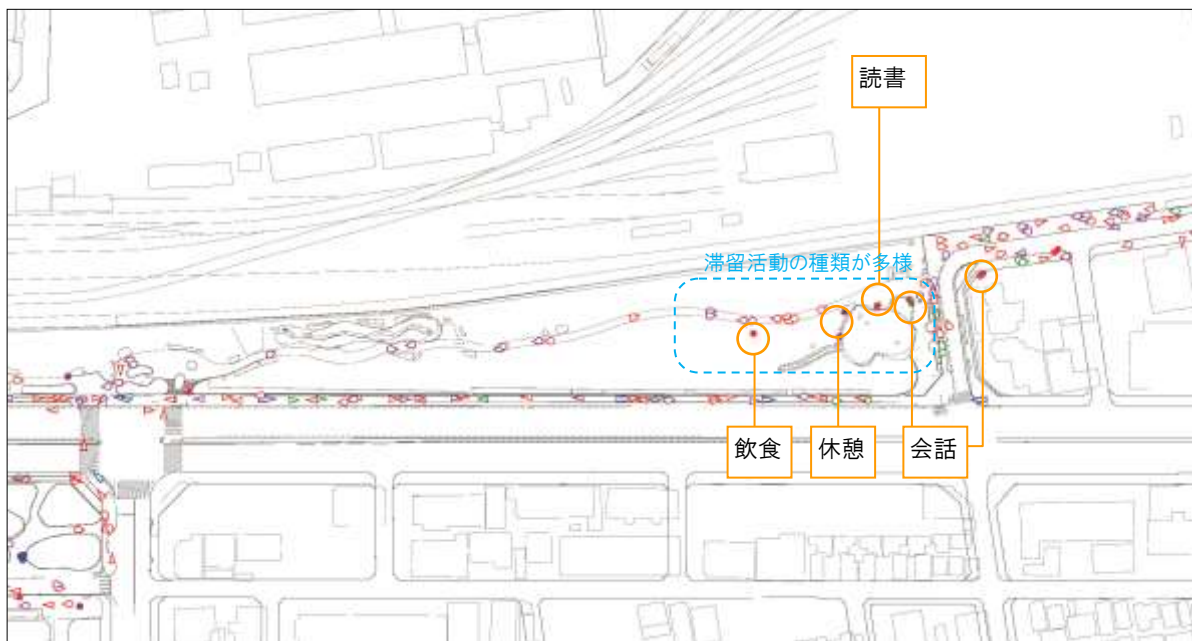 読書
滞留活動の種類が多様
飲食
休憩
会話